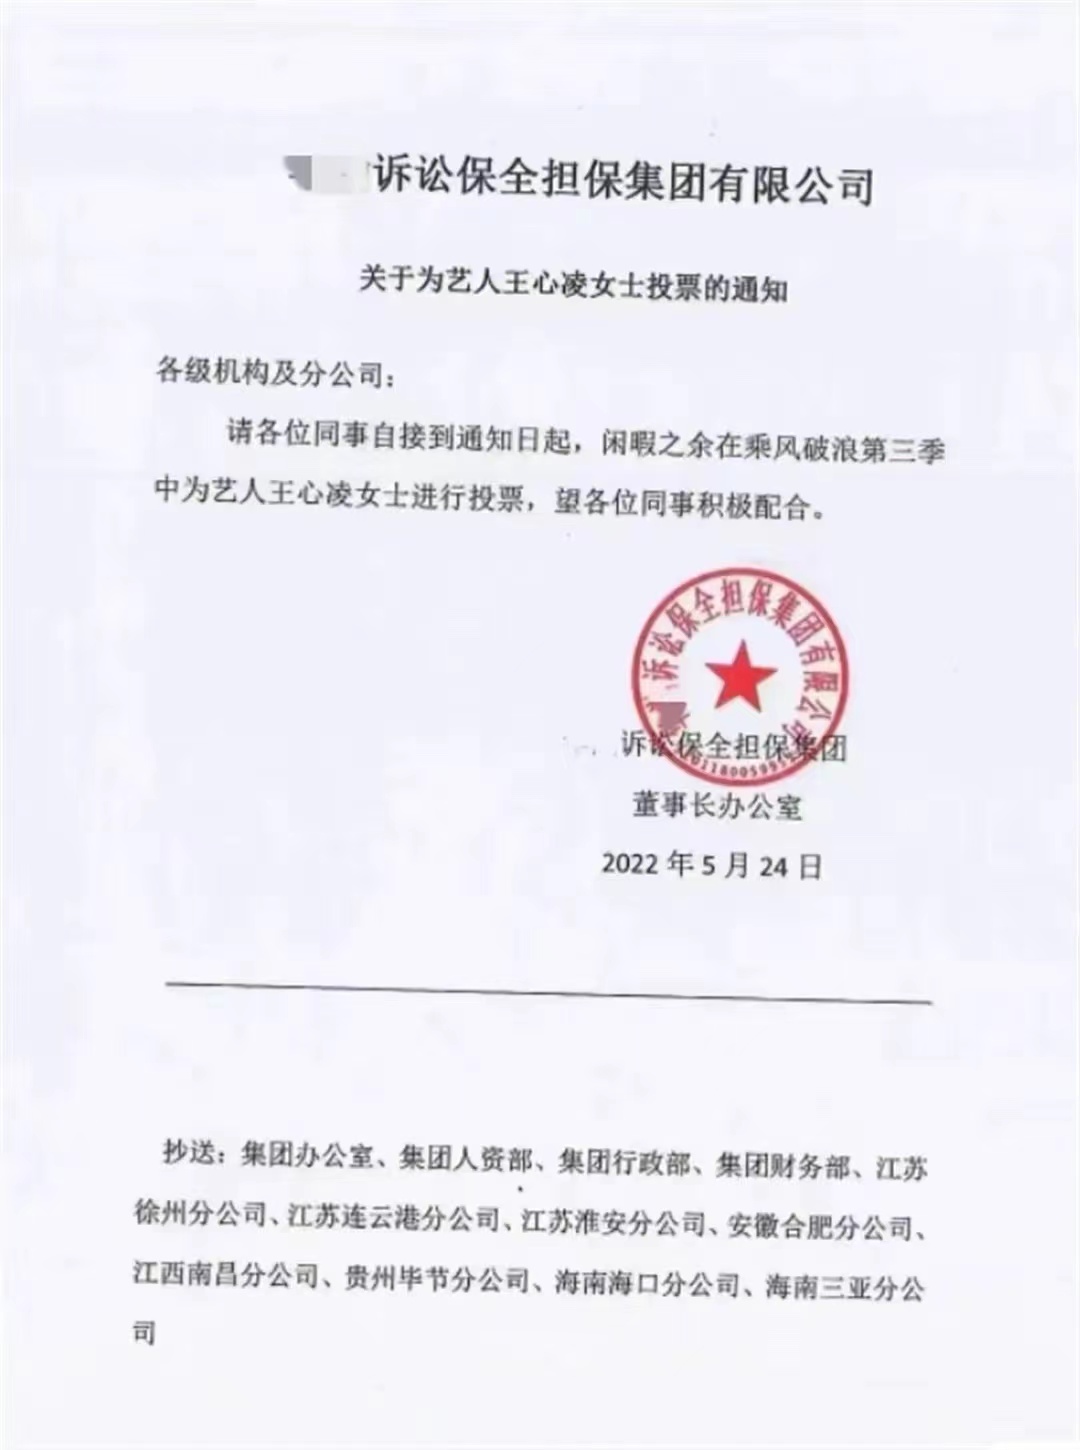 诉讼保全担保集团有限公司
关于为艺人王心凌女士投票的通知
各级机构及分公司:
请各位同事自接到通知日起，闲暇之余在乘风破浪第三季
中为艺人王心凌女士进行投票，望各位同事积极配合。
诉讼保全担保集团有限公司
诉讼保全担保集团
董事长办公室
2022年5月24日
抄送：集团办公室、集团人资部、集团行政部、集团财务部、江苏
徐州分公司、江苏连云港分公司、江苏淮安分公司、安徽合肥分公司、
江西南昌分公司、贵州毕节分公司、海南海口分公司、海南三亚分公
司